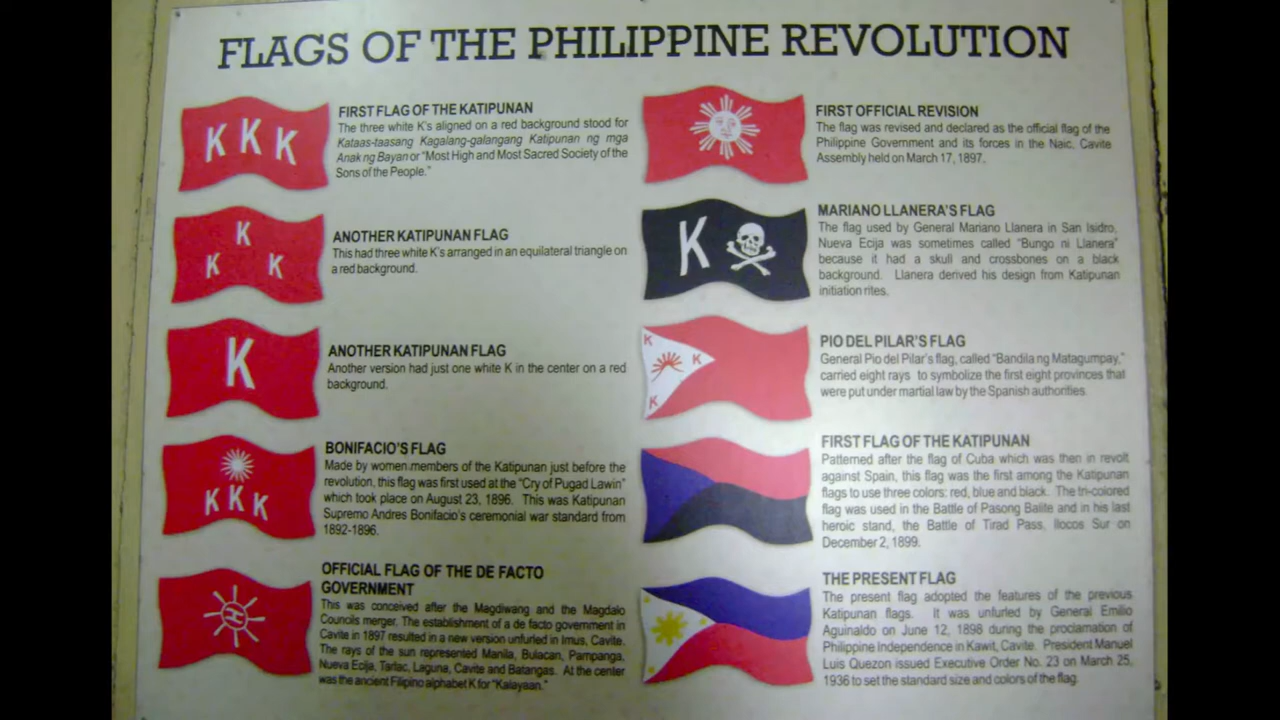 FLAGS OF THE PHILIPPINE REVOLUTION
K K K
FIRST FLAG OF THE KATIPUNAN
The three white K's aligned on a red background stood for
Kataas-taasang Kagalang-galangang Katipunan ng mga
Anak ng Bayan or "Most High and Most Sacred Society of the
Sons of the People."
K
K K
ANOTHER KATIPUNAN FLAG
This had three white K's arranged in an equilateral triangle on
a red background.
K
ANOTHER KATIPUNAN FLAG
Another version had just one white K in the center on a red
background.
K K K
BONIFACIO'S FLAG
Made by women members of the Katipunan just before the
revolution, this flag was first used at the "Cry of Pugad Lawin"
which took place on August 23, 1896. This was Katipunan
Supremo Andres Bonifacio's ceremonial war standard from
1892-1896.
OFFICIAL FLAG OF THE DE FACTO
GOVERNMENT
This was conceived after the Magdiwang and the Magdalo
Councils merger. The establishment of a de facto government in
Cavite in 1897 resulted in a new version unfurled in Imus, Cavite.
The rays of the sun represented Manila, Bulacan, Pampanga,
Nueva Ecija, Tarlac, Laguna, Cavite and Batangas. At the center
was the ancient Filipino alphabet K for "Kalayaan."
FIRST OFFICIAL REVISION
The flag was revised and declared as the official flag of the
Philippine Government and its forces in the Naic, Cavite
Assembly held on March 17, 1897.
K
MARIANO LLANERA'S FLAG
The flag used by General Mariano Llanera in San Isidro,
Nueva Ecija was sometimes called "Bungo ni Llanera"
because it had a skull and crossbones on a black
background. Llanera derived his design from Katipunan
initiation rites.
K
K
K
PIO DEL PILAR'S FLAG
General Pio del Pilar's flag, called "Bandila ng Matagumpay,"
carried eight rays to symbolize the first eight provinces that
were put under martial law by the Spanish authorities.
FIRST FLAG OF THE KATIPUNAN
Patterned after the flag of Cuba which was then in revolt
against Spain, this flag was the first among the Katipunan
flags to use three colors: red, blue and black. The tri-colored
flag was used in the Battle of Pasong Balite and in his last
heroic stand, the Battle of Tirad Pass, Ilocos Sur on
December 2, 1899.
THE PRESENT FLAG
The present flag adopted the features of the previous
Katipunan flags. It was unfurled by General Emilio
Aguinaldo on June 12, 1898 during the proclamation of
Philippine Independence in Kawit, Cavite. President Manuel
Luis Quezon issued Executive Order No. 23 on March 25,
1936 to set the standard size and colors of the flag.